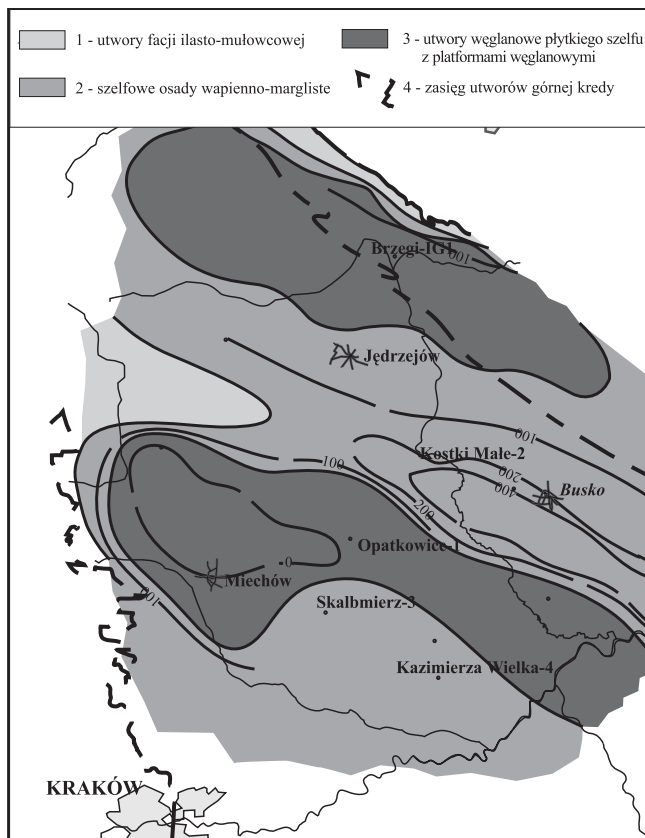 1 - utwory facji ilasto-mułowcowej
2 - szelfowe osady wapienno-margliste
3 - utwory węglanowe płytkiego szelfu
z platformami węglanowymi
4 - zasięg utworów górnej kredy
Brzegi-IG1
100
Jędrzejów
100
Kostki Małe-2
100
200
300
Busko
200
Opatkowice-1
0
Miechów
100
Skalbmierz-3
Kazimierza Wielka-4
KRAKÓW